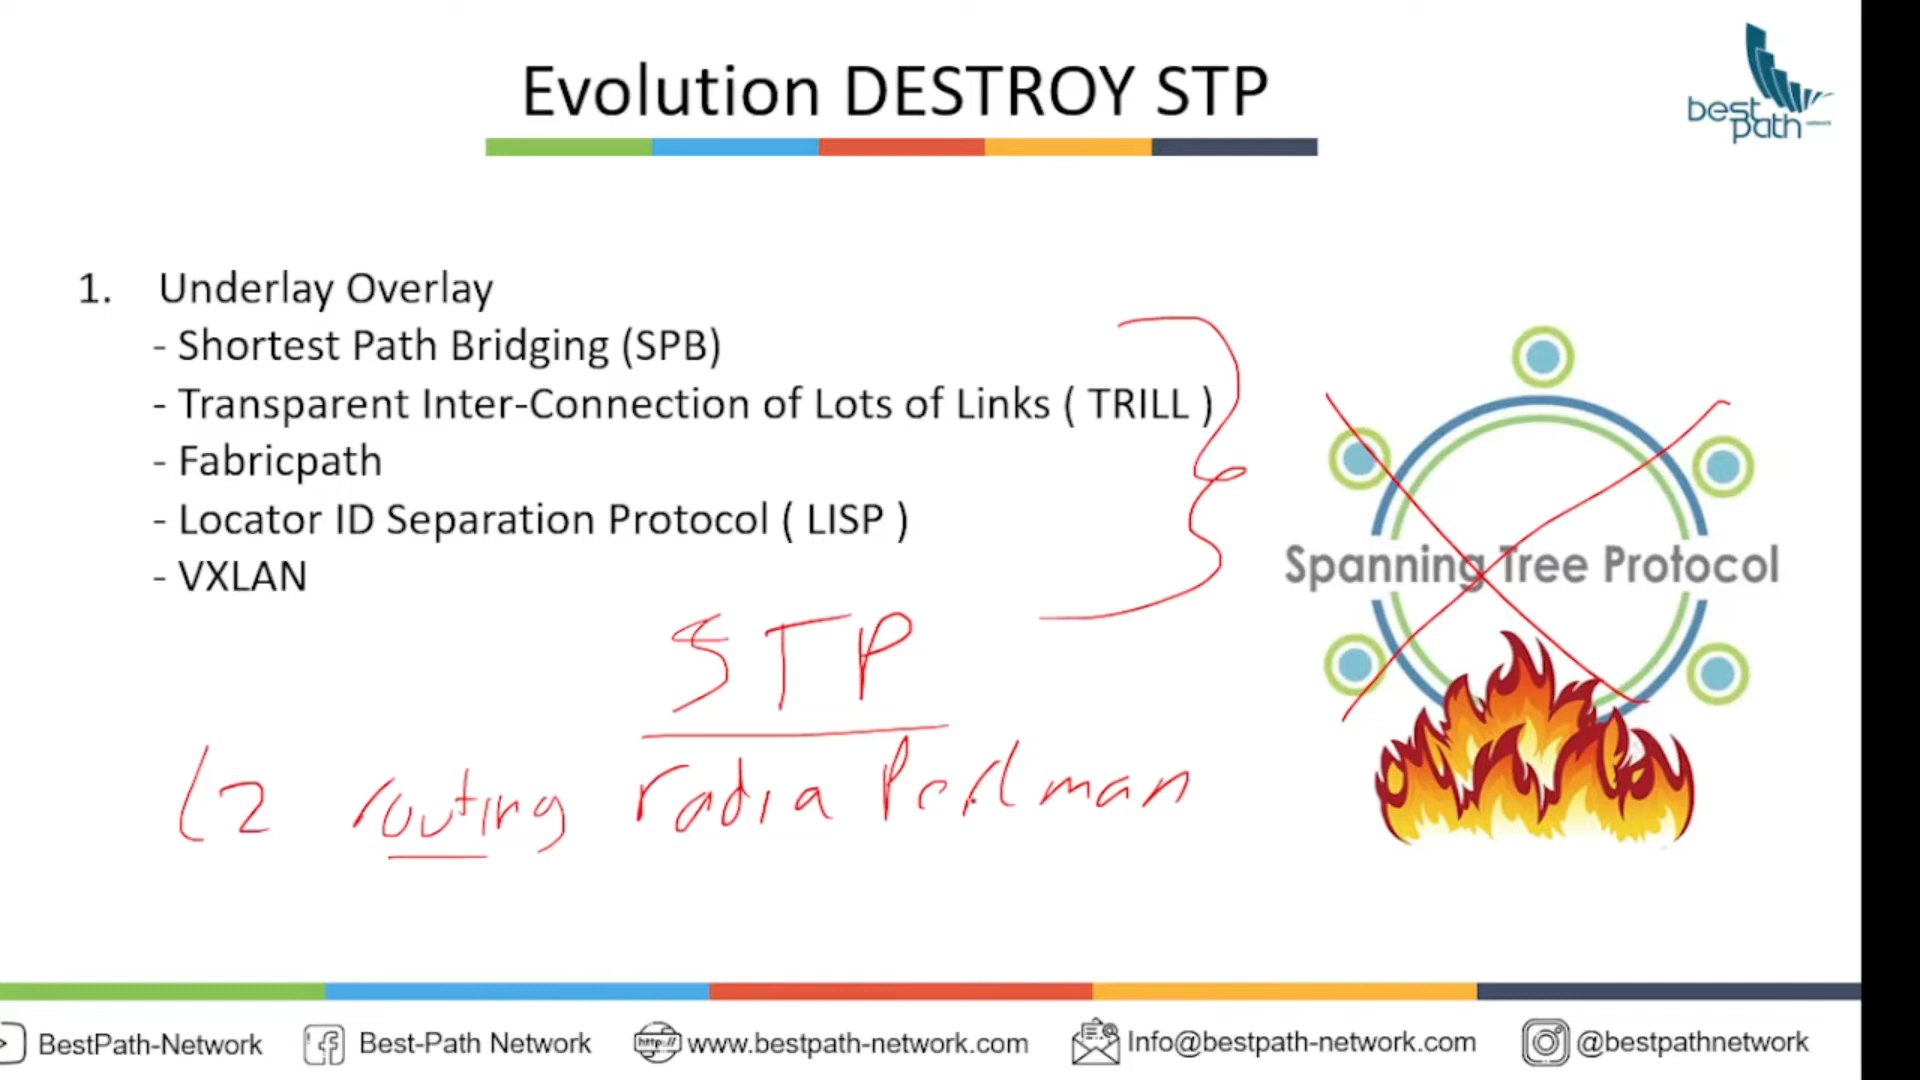 Evolution DESTROY STP
best path network
1. Underlay Overlay
- Shortest Path Bridging (SPB)
- Transparent Inter-Connection of Lots of Links ( TRILL )
- Fabricpath
- Locator ID Separation Protocol ( LISP )
- VXLAN
Spanning Tree Protocol
STP
L2 routing radia Perlman
BestPath-Network
Best-Path Network
http://
www.bestpath-network.com
Info@bestpath-network.com
@bestpathnetwork